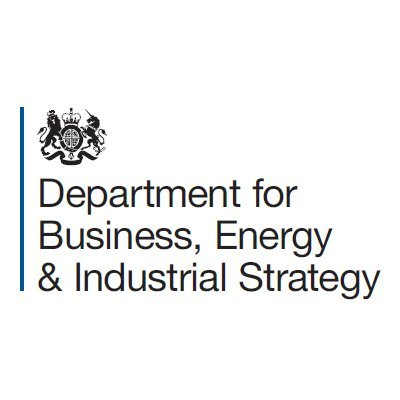 Department for
Business, Energy
& Industrial Strategy